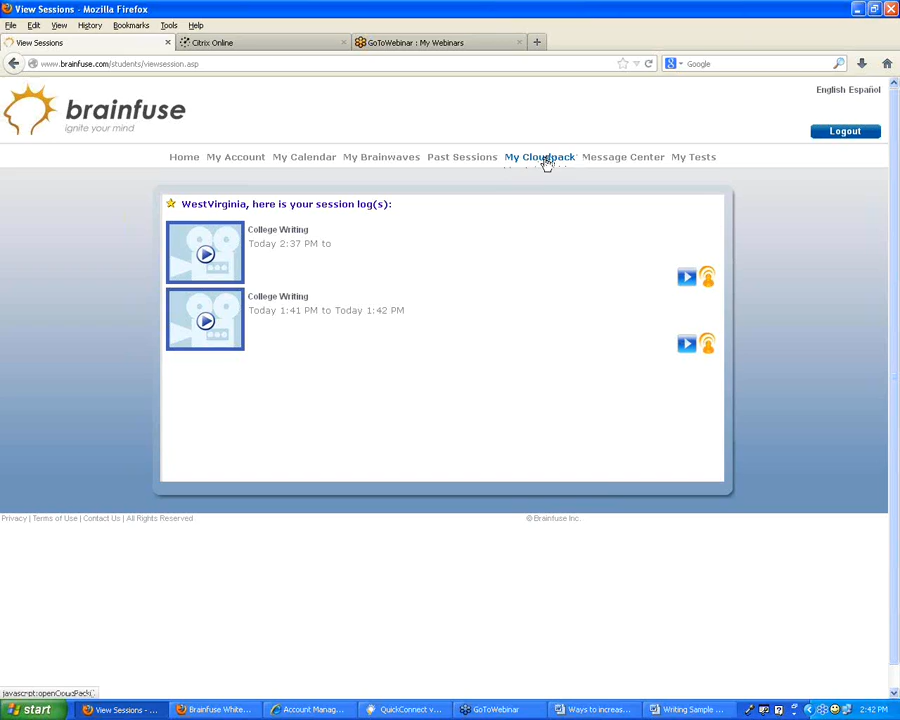 View Sessions - Mozilla Firefox
File Edit View History Bookmarks Tools Help
View Sessions × Citrix Online × GoToWebinar : My Webinars × +
www.brainfuse.com/students/viewsession.asp Google
English Español
brainfuse
ignite your mind
Logout
Home My Account My Calendar My Brainwaves Past Sessions My Cloudpack Message Center My Tests
WestVirginia, here is your session log(s):
College Writing
Today 2:37 PM to
College Writing
Today 1:41 PM to Today 1:42 PM
Privacy | Terms of Use | Contact Us | All Rights Reserved © Brainfuse Inc.
javascript:openCloudPack()
start View Sessions - ... Brainfuse White... Account Manag... QuickConnect v... GoToWebinar Ways to increas... Writing Sample ... 2:42 PM